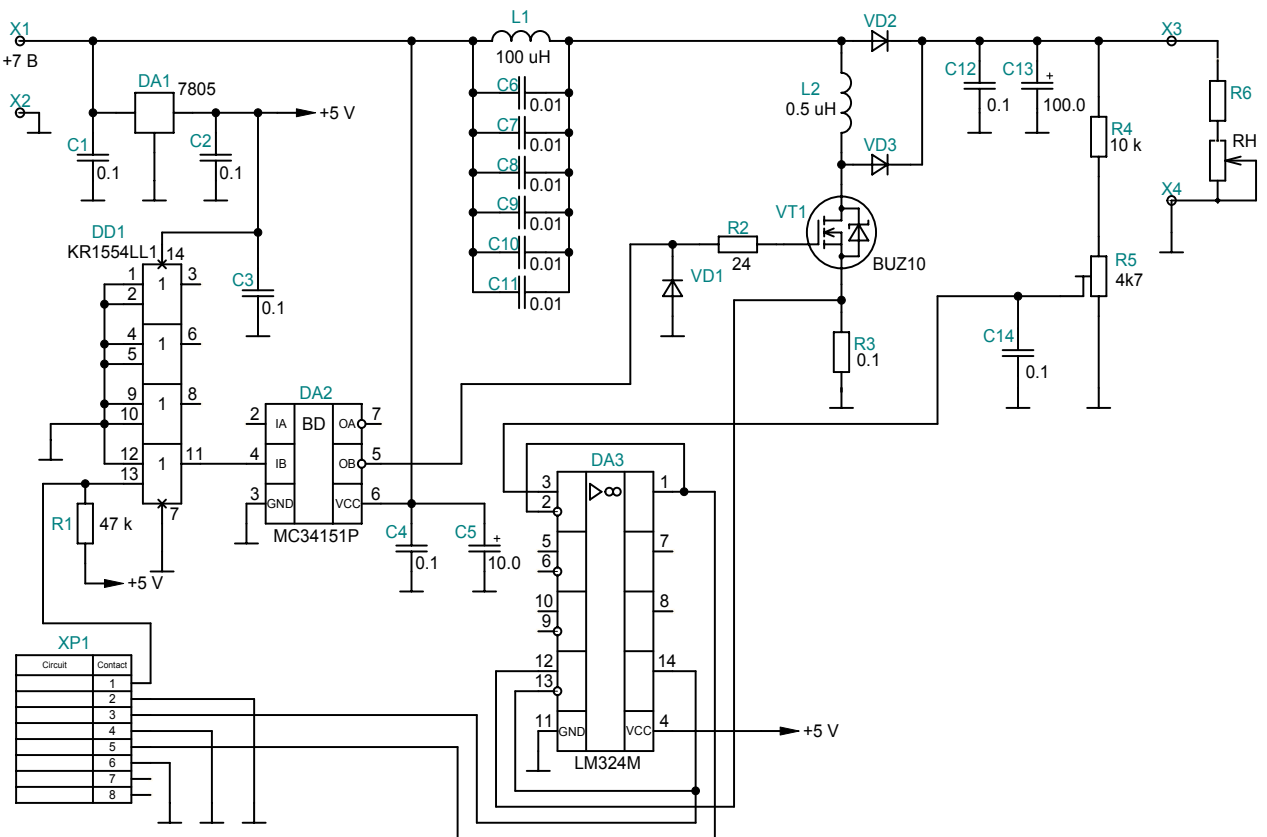 X1
+7 В
X2
DA1
7805
+5 V
C1
0.1
C2
0.1
L1
100 uH
C6
0.01
C7
0.01
C8
0.01
C9
0.01
C10
0.01
C11
0.01
VD2
L2
0.5 uH
VD3
C12
0.1
C13
+
100.0
X3
R6
R4
10 k
RH
X4
VT1
BUZ10
R2
24
VD1
R5
4k7
R3
0.1
C14
0.1
DD1
KR1554LL1
14
1
2
1
3
4
5
1
6
9
10
1
8
12
13
1
11
7
C3
0.1
R1
47 k
+5 V
DA2
2
IA
BD
OA
7
4
IB
OB
5
3
GND
VCC
6
MC34151P
C4
0.1
C5
+
10.0
DA3
3
2
∞
1
5
6
7
10
9
8
12
13
14
11
GND
VCC
4
+5 V
LM324M
XP1
Circuit
Contact
1
2
3
4
5
6
7
8